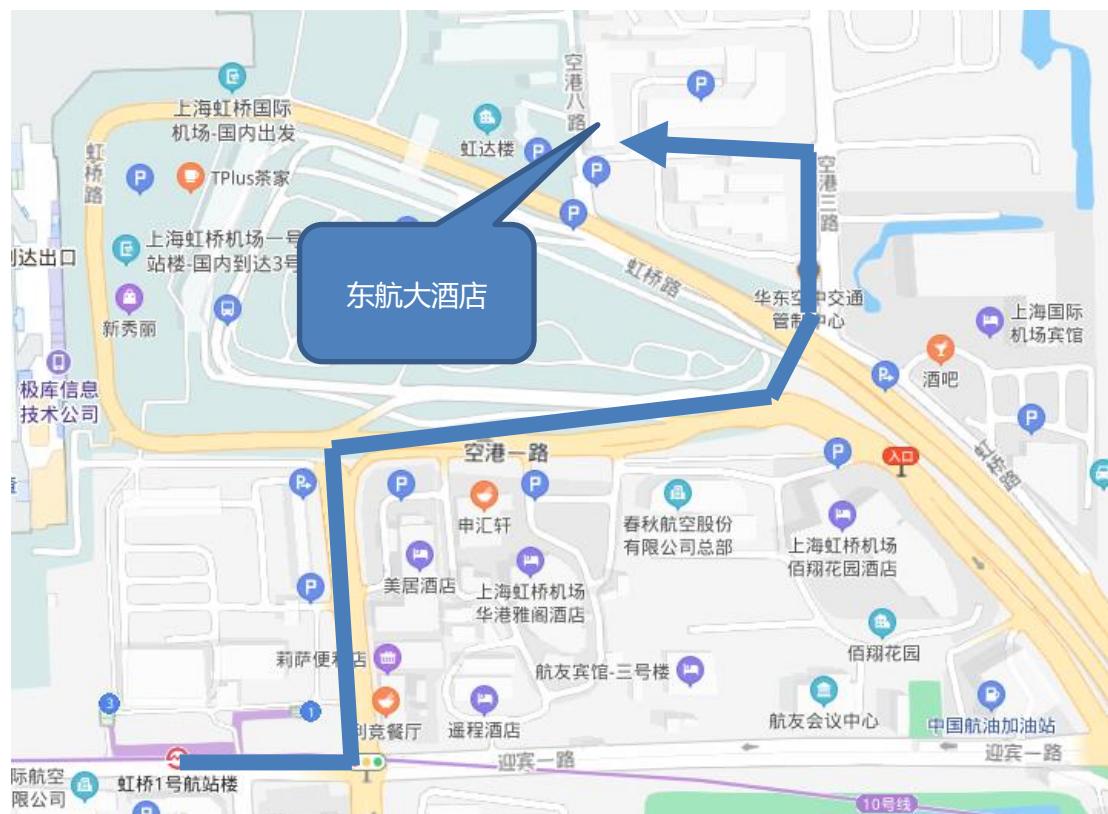 空
港
八
路
上海虹桥国际
机场-国内出发
虹达楼
虹
桥
路
TPlus茶家
空
港
三
路
上海虹桥机场一号
站楼-国内到达3号
达出口
虹桥路
东航大酒店
华东空中交通
管制中心
上海国际
机场宾馆
新秀丽
酒吧
极库信息
技术公司
空港一路
入口
虹桥路
申汇轩
春秋航空股份
有限公司总部
上海虹桥机场
佰翔花园酒店
美居酒店
上海虹桥机场
华港雅阁酒店
佰翔花园
莉萨便利店
航友宾馆-三号楼
3
1
利竞餐厅
遥程酒店
航友会议中心
中国航油加油站
迎宾一路
迎宾一路
际航空
限公司
虹桥1号航站楼
10号线